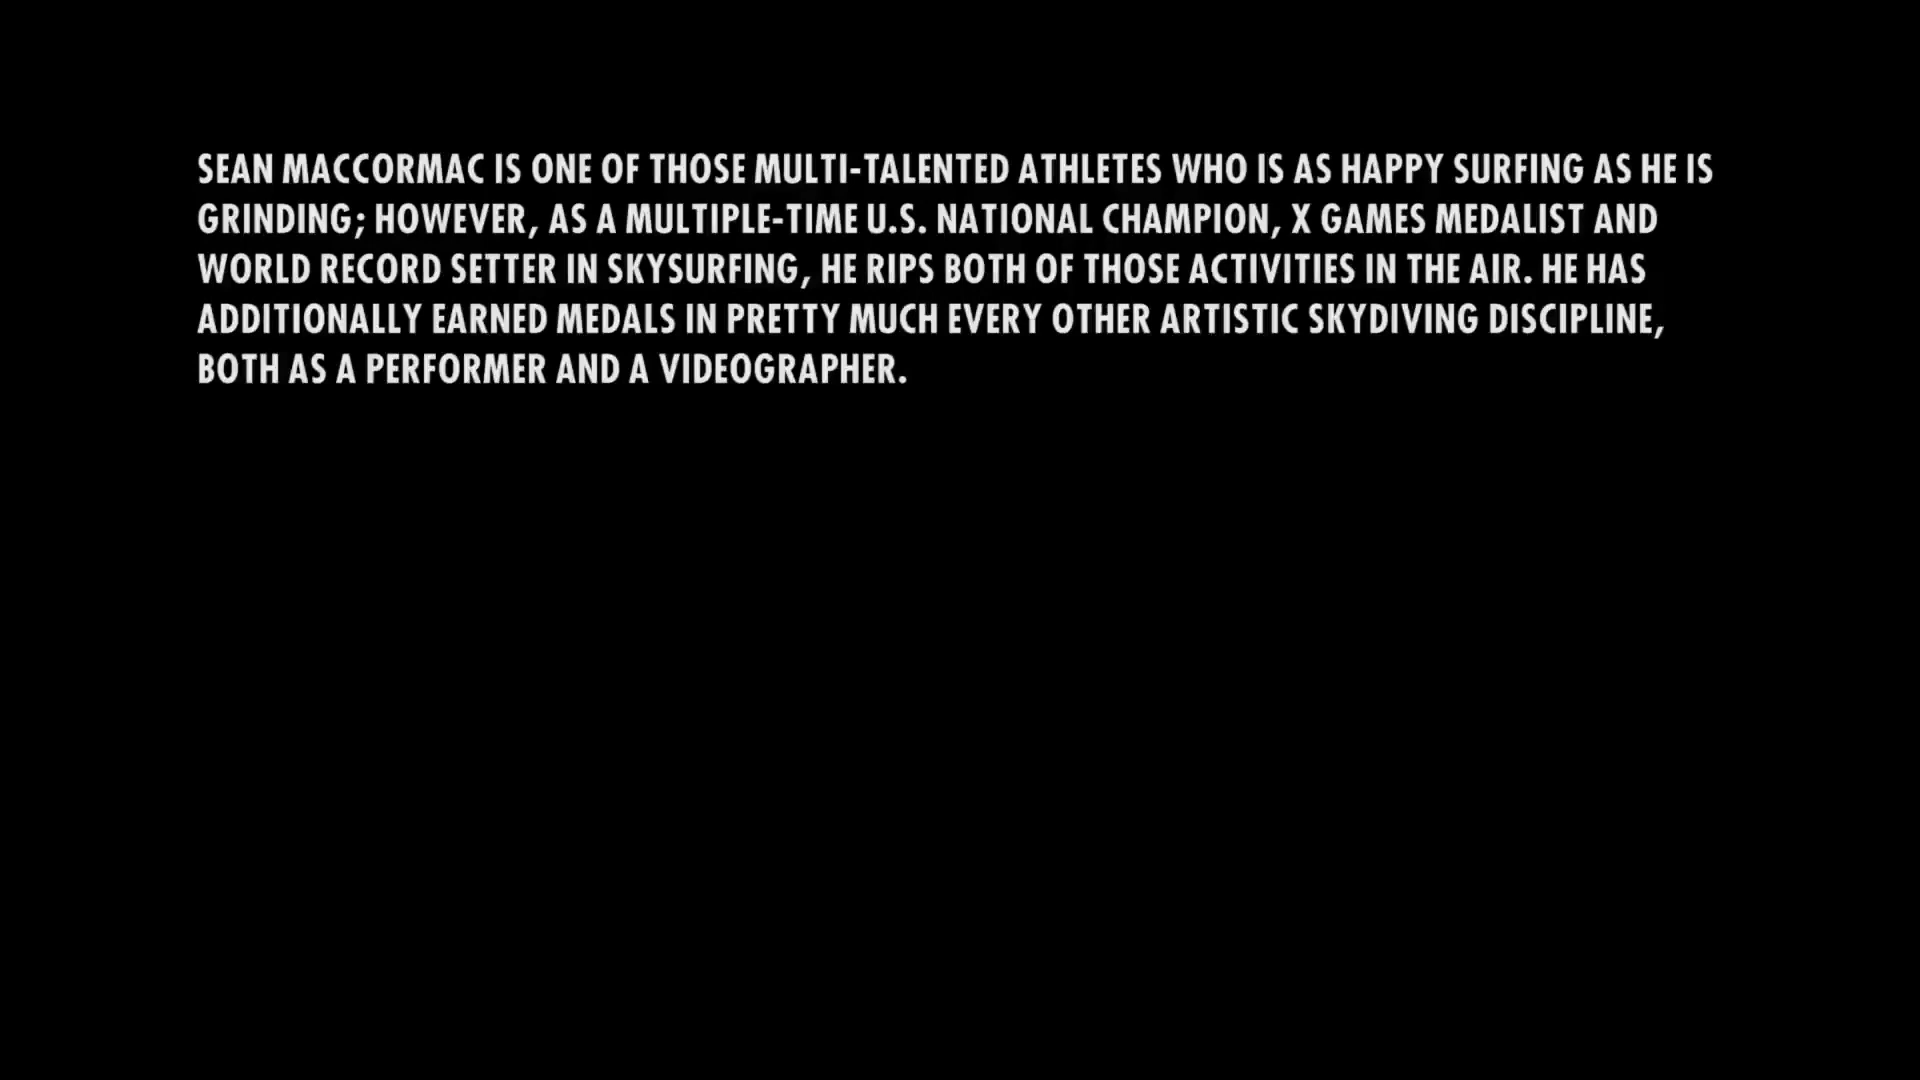 SEAN MACCORMAC IS ONE OF THOSE MULTI-TALENTED ATHLETES WHO IS AS HAPPY SURFING AS HE IS
GRINDING; HOWEVER, AS A MULTIPLE-TIME U.S. NATIONAL CHAMPION, X GAMES MEDALIST AND
WORLD RECORD SETTER IN SKYSURFING, HE RIPS BOTH OF THOSE ACTIVITIES IN THE AIR. HE HAS
ADDITIONALLY EARNED MEDALS IN PRETTY MUCH EVERY OTHER ARTISTIC SKYDIVING DISCIPLINE,
BOTH AS A PERFORMER AND A VIDEOGRAPHER.